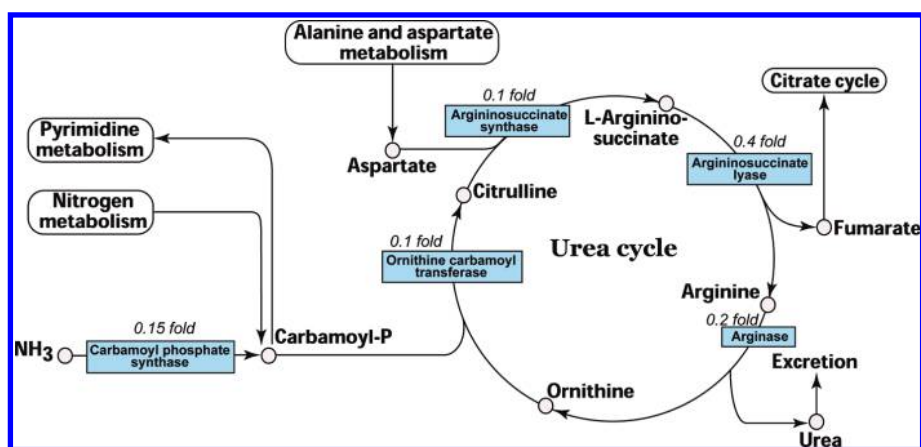 Alanine and aspartate
metabolism
Citrate cycle
0.1 fold
Argininosuccinate
synthase
L-Arginino-
succinate
Pyrimidine
metabolism
0.4 fold
Argininosuccinate
lyase
Aspartate
Citrulline
Nitrogen
metabolism
Fumarate
0.1 fold
Ornithine carbamoyl
transferase
Urea cycle
Arginine
0.15 fold
Carbamoyl-P
0.2 fold
Arginase
NH3
Carbamoyl phosphate
synthase
Excretion
Ornithine
Urea